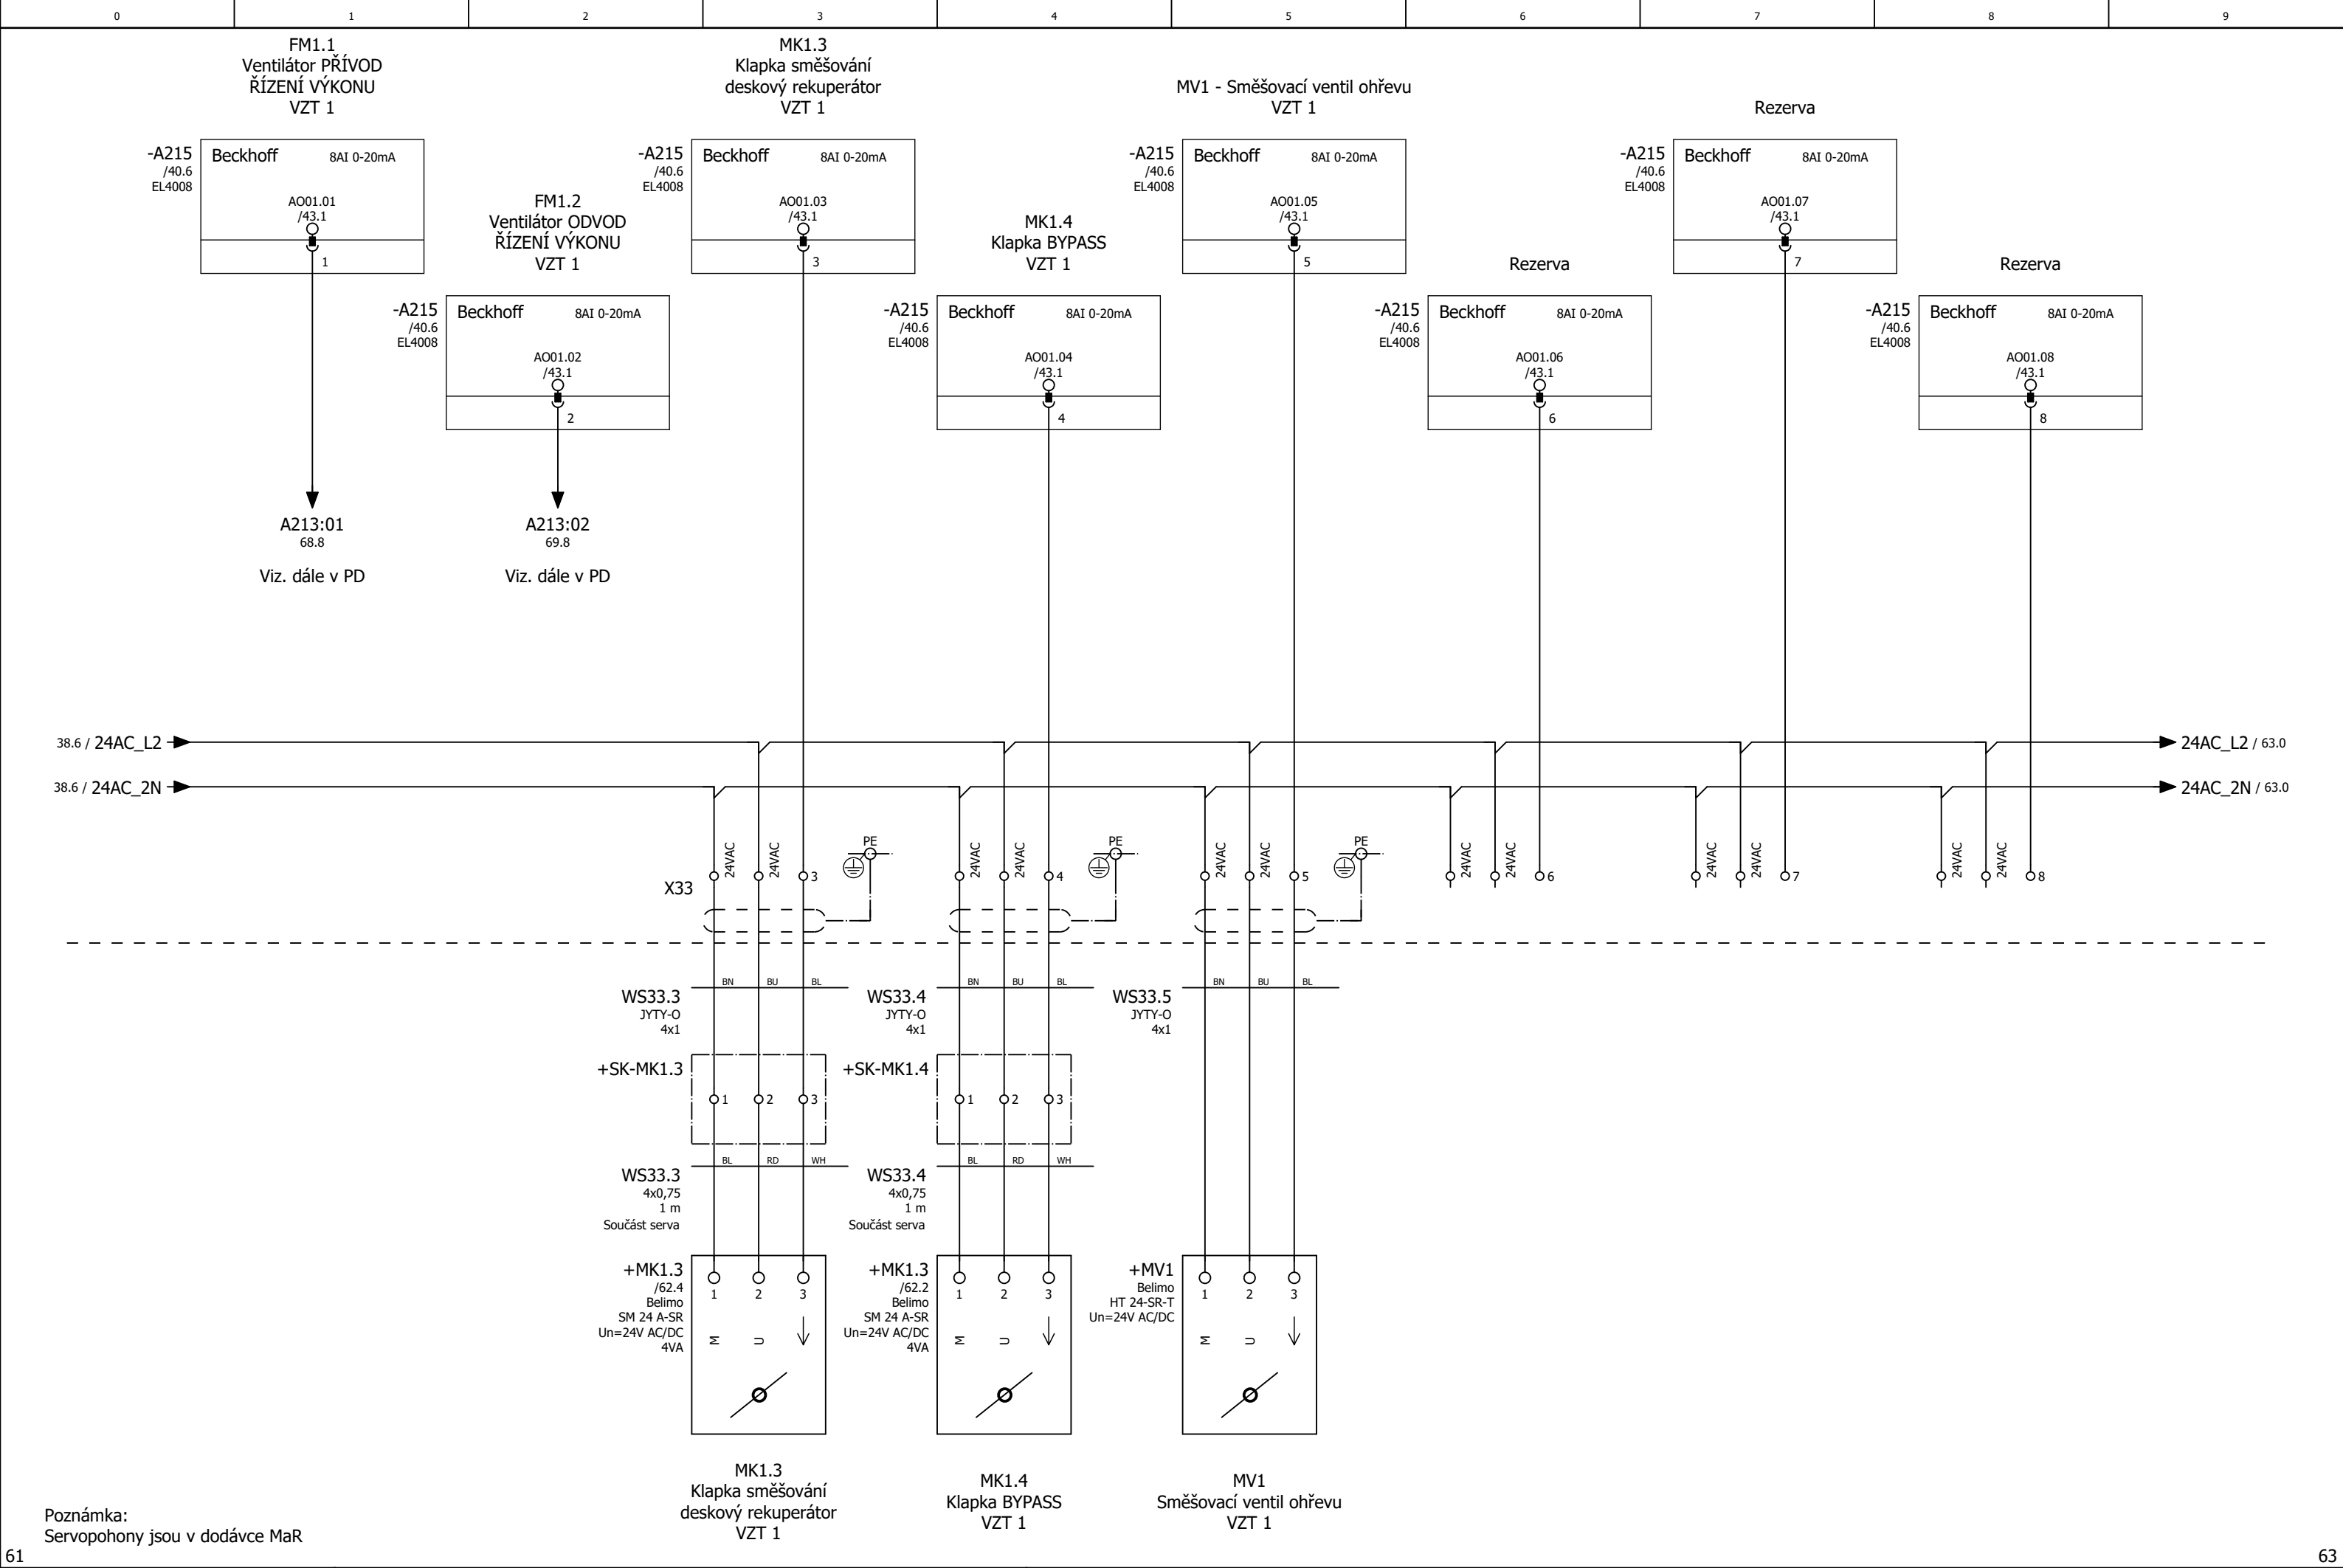 0 1 2 3 4 5 6 7 8 9
FM1.1
Ventilátor PŘÍVOD
ŘÍZENÍ VÝKONU
VZT 1
-A215
/40.6
EL4008
Beckhoff 8AI 0-20mA
AO01.01
/43.1
1
A213:01
68.8
Viz. dále v PD
FM1.2
Ventilátor ODVOD
ŘÍZENÍ VÝKONU
VZT 1
-A215
/40.6
EL4008
Beckhoff 8AI 0-20mA
AO01.02
/43.1
2
A213:02
69.8
Viz. dále v PD
MK1.3
Klapka směšování
deskový rekuperátor
VZT 1
-A215
/40.6
EL4008
Beckhoff 8AI 0-20mA
AO01.03
/43.1
3
MK1.4
Klapka BYPASS
VZT 1
-A215
/40.6
EL4008
Beckhoff 8AI 0-20mA
AO01.04
/43.1
4
MV1 - Směšovací ventil ohřevu
VZT 1
-A215
/40.6
EL4008
Beckhoff 8AI 0-20mA
AO01.05
/43.1
5
Rezerva
-A215
/40.6
EL4008
Beckhoff 8AI 0-20mA
AO01.06
/43.1
6
Rezerva
-A215
/40.6
EL4008
Beckhoff 8AI 0-20mA
AO01.07
/43.1
7
Rezerva
-A215
/40.6
EL4008
Beckhoff 8AI 0-20mA
AO01.08
/43.1
8
38.6 / 24AC_L2 24AC_L2 / 63.0
38.6 / 24AC_2N 24AC_2N / 63.0
PE PE PE
X33 24VAC 24VAC 3 24VAC 24VAC 4 24VAC 24VAC 5 24VAC 24VAC 6 24VAC 24VAC 7 24VAC 24VAC 8
WS33.3
JYTY-O
4x1
BN BU BL
WS33.4
JYTY-O
4x1
BN BU BL
WS33.5
JYTY-O
4x1
BN BU BL
+SK-MK1.3
1 2 3
+SK-MK1.4
1 2 3
WS33.3
4x0,75
1 m
Součást serva
BL RD WH
WS33.4
4x0,75
1 m
Součást serva
BL RD WH
+MK1.3
/62.4
Belimo
SM 24 A-SR
Un=24V AC/DC
4VA
1 2 3
M U
+MK1.3
/62.2
Belimo
SM 24 A-SR
Un=24V AC/DC
4VA
1 2 3
M U
+MV1
Belimo
HT 24-SR-T
Un=24V AC/DC
1 2 3
M U
MK1.3
Klapka směšování
deskový rekuperátor
VZT 1
MK1.4
Klapka BYPASS
VZT 1
MV1
Směšovací ventil ohřevu
VZT 1
Poznámka:
Servopohony jsou v dodávce MaR
61 63